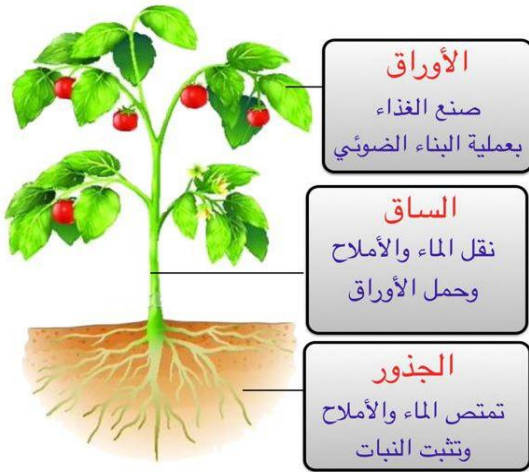 الأوراق
صنع الغذاء
بعملية البناء الضوئي
الساق
نقل الماء والأملاح
وحمل الأوراق
الجذور
تمتص الماء والأملاح
وتثبت النبات